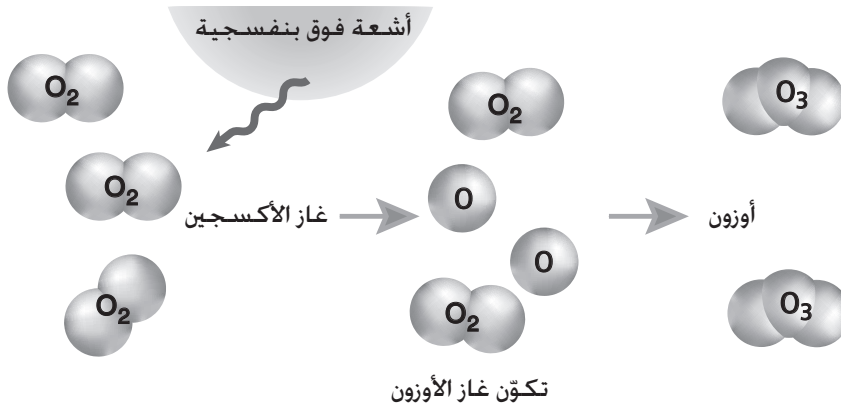 أشعة فوق بنفسجية
O₂
O₂
O₂
غاز الأكسجين
O₂
O
O
O₂
أوزون
O₃
O₃
تكوّن غاز الأوزون